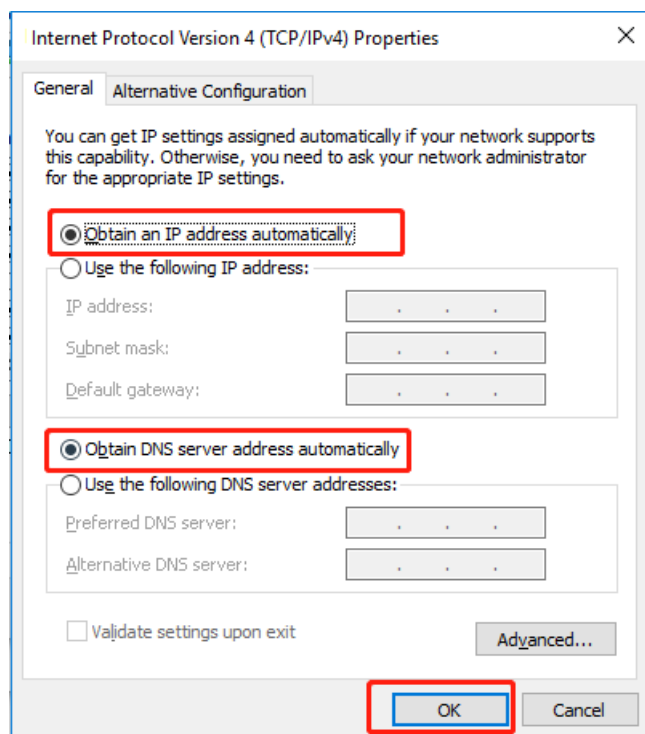 Internet Protocol Version 4 (TCP/IPv4) Properties
General
Alternative Configuration
You can get IP settings assigned automatically if your network supports
this capability. Otherwise, you need to ask your network administrator
for the appropriate IP settings.
Obtain an IP address automatically
Use the following IP address:
IP address:
Subnet mask:
Default gateway:
Obtain DNS server address automatically
Use the following DNS server addresses:
Preferred DNS server:
Alternative DNS server:
Validate settings upon exit
Advanced...
OK
Cancel